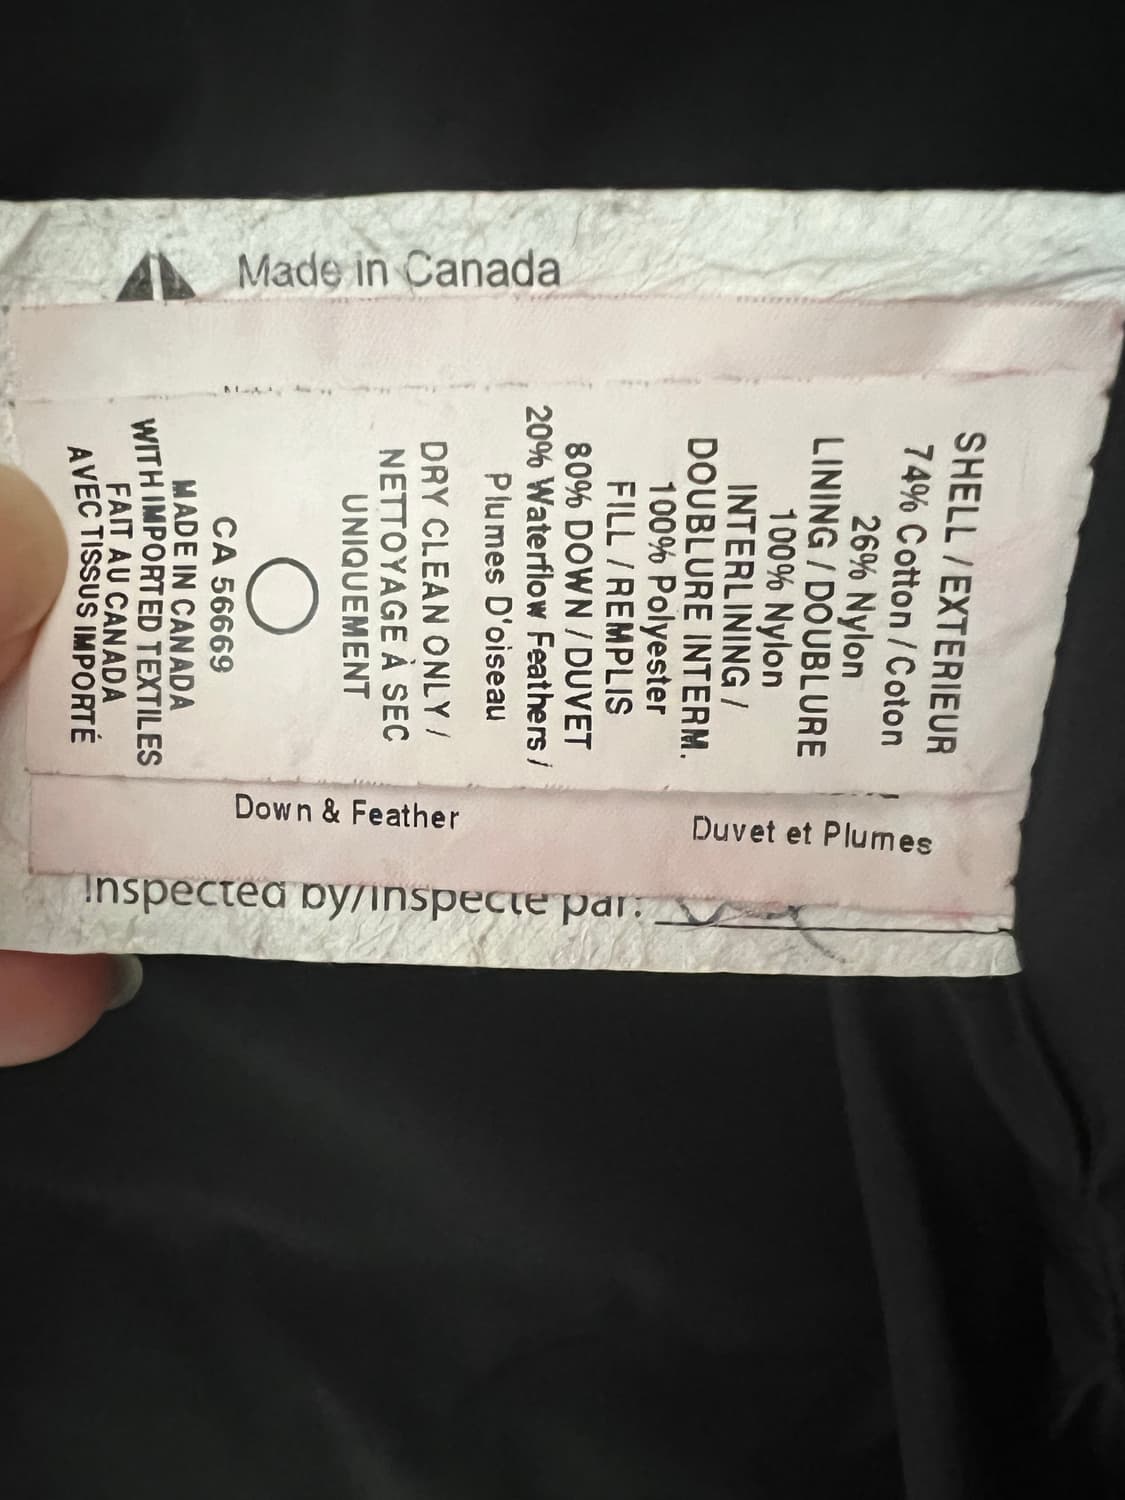 Made in Canada
SHELL / EXTERIEUR
74% Cotton / Coton
26% Nylon
LINING / DOUBLURE
100% Nylon
INTERLINING /
DOUBLURE INTERM.
100% Polyester
FILL / REMPLIS
80% DOWN / DUVET
20% Waterflow Feathers /
Plumes D'oiseau
DRY CLEAN ONLY /
NETTOYAGE À SEC
UNIQUEMENT
CA 56669
MADE IN CANADA
WITH IMPORTED TEXTILES
FAIT AU CANADA
AVEC TISSUS IMPORTÉ
Down & Feather
Duvet et Plumes
Inspected by/Inspecte par: